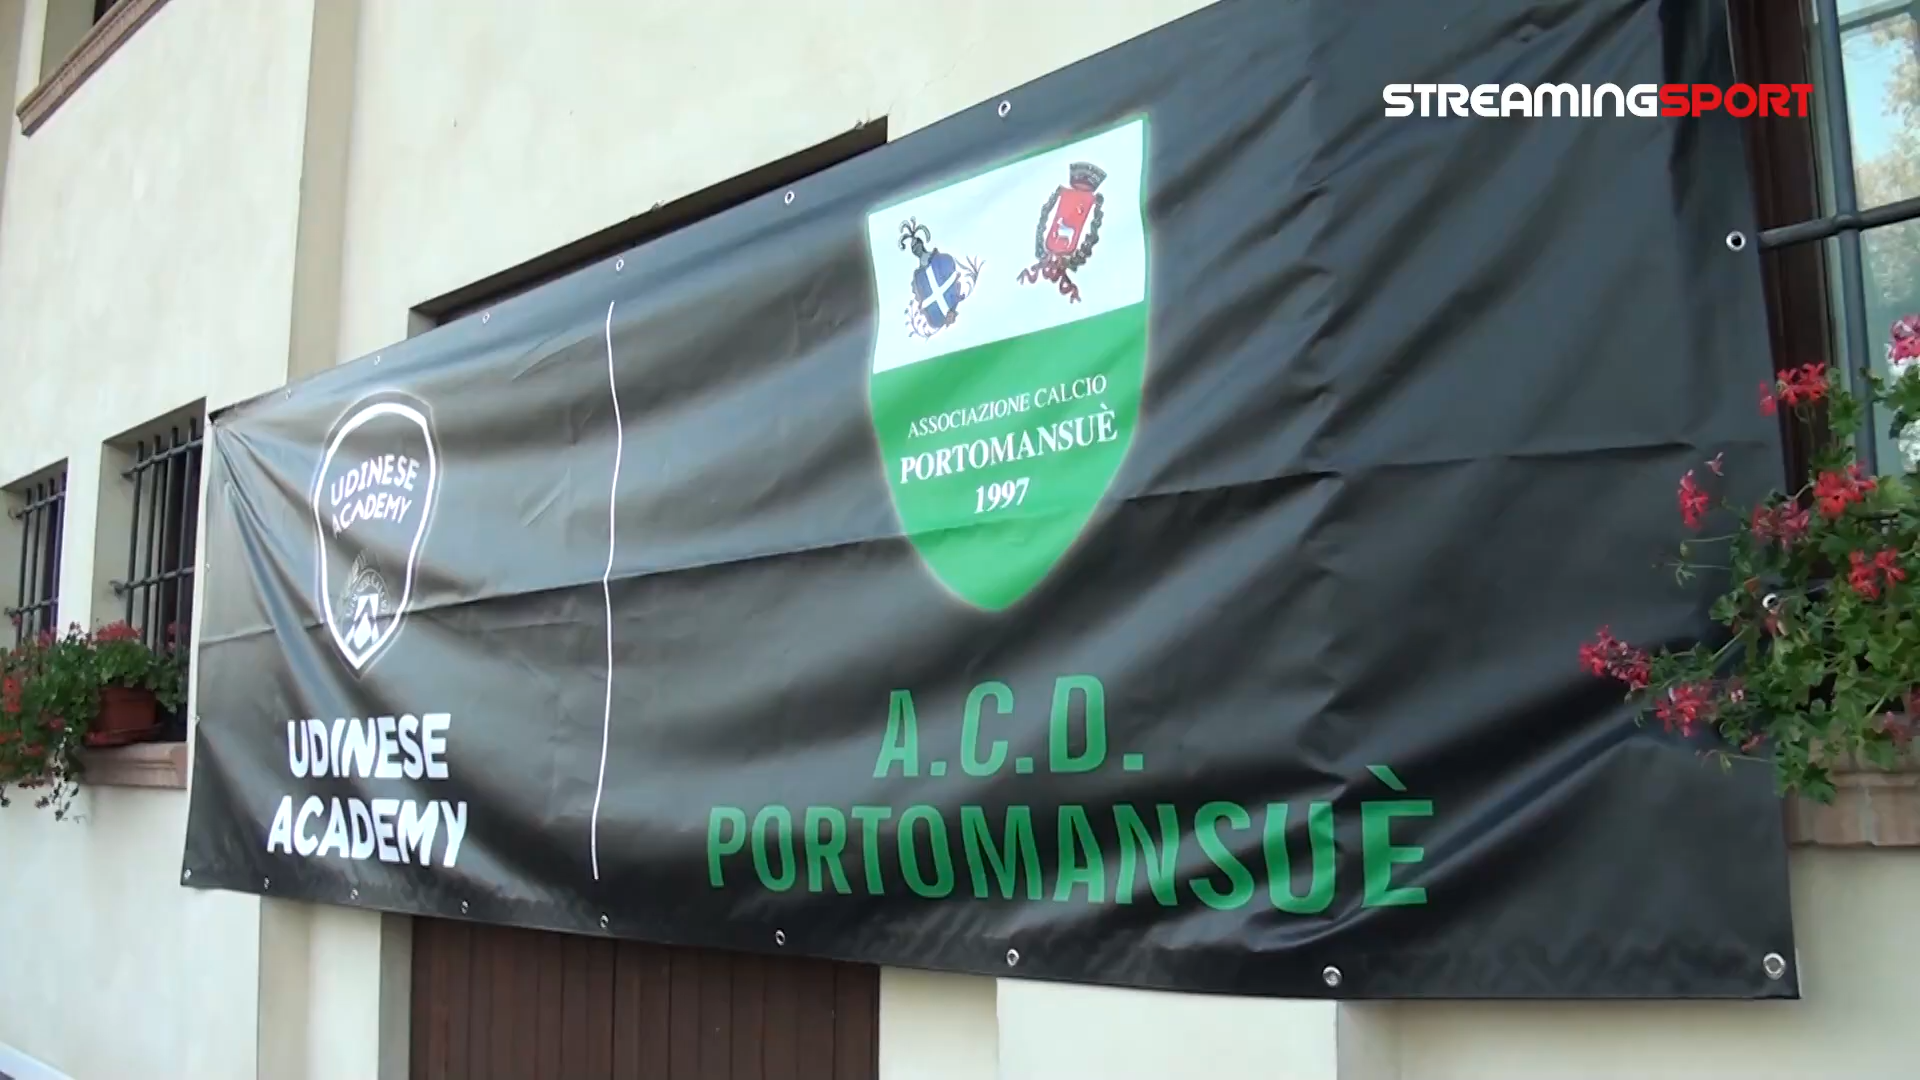 STREAMINGSPORT
UDINESE
ACADEMY
UDINESE
ACADEMY
ASSOCIAZIONE CALCIO
PORTOMANSUÈ
1997
A.C.D.
PORTOMANSUÈ